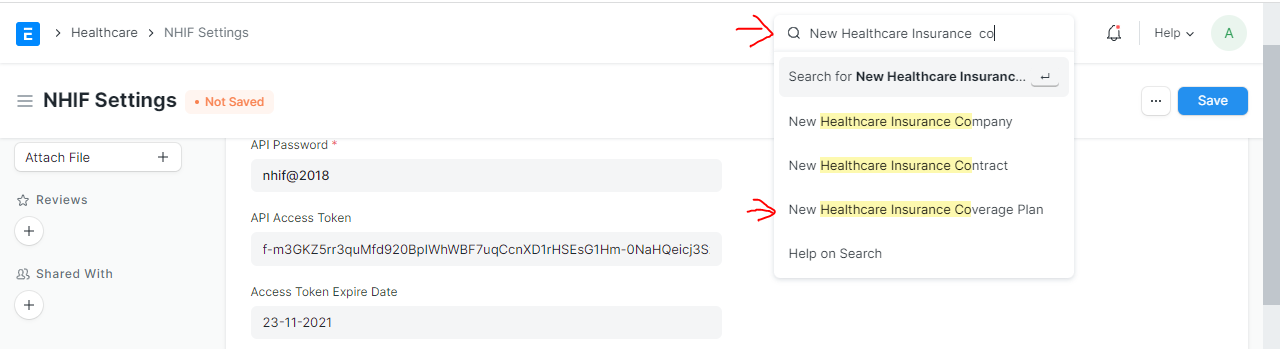 E
Healthcare
NHIF Settings
New Healthcare Insurance  co
Help
A
NHIF Settings
• Not Saved
Search for New Healthcare Insuranc...
...
Save
Attach File
Reviews
Shared With
API Password *
nhif@2018
API Access Token
f-m3GKZ5rr3quMfd920BpIWhWBF7uqCcnXD1rHSEsG1Hm-0NaHQeicj3S
Access Token Expire Date
23-11-2021
New Healthcare Insurance Company
New Healthcare Insurance Contract
New Healthcare Insurance Coverage Plan
Help on Search